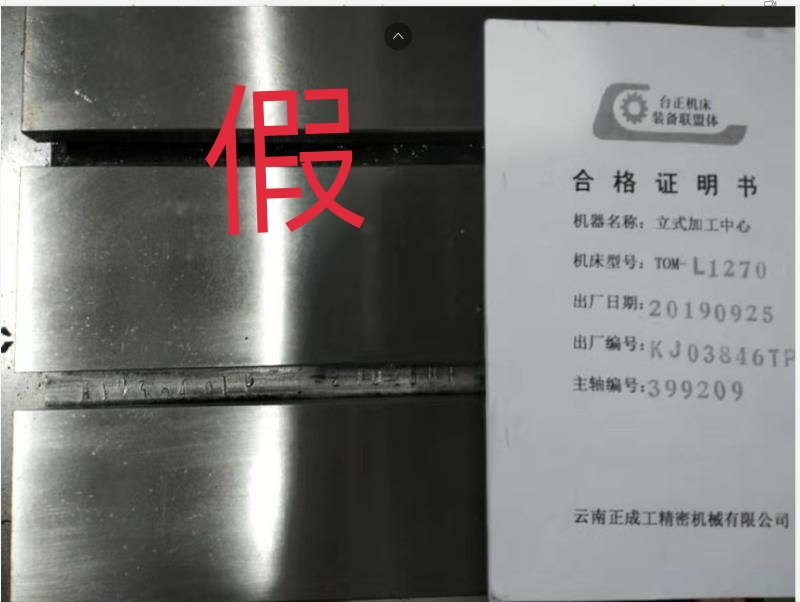 假
台正机床
装备联盟体
合格证明书
机器名称：立式加工中心
机床型号：TOM-L1270
出厂日期：20190925
出厂编号：KJ03846TP
主轴编号：399209
云南正成工精密机械有限公司